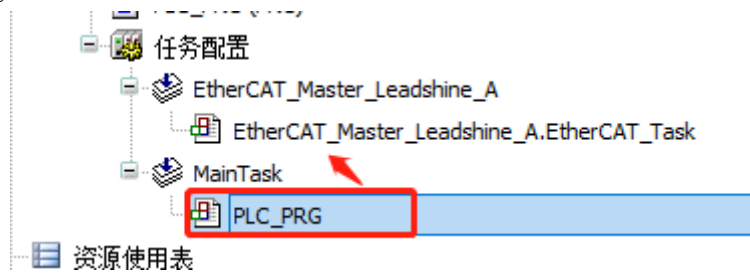 任务配置
EtherCAT_Master_Leadshine_A
EtherCAT_Master_Leadshine_A.EtherCAT_Task
MainTask
PLC_PRG
资源使用表